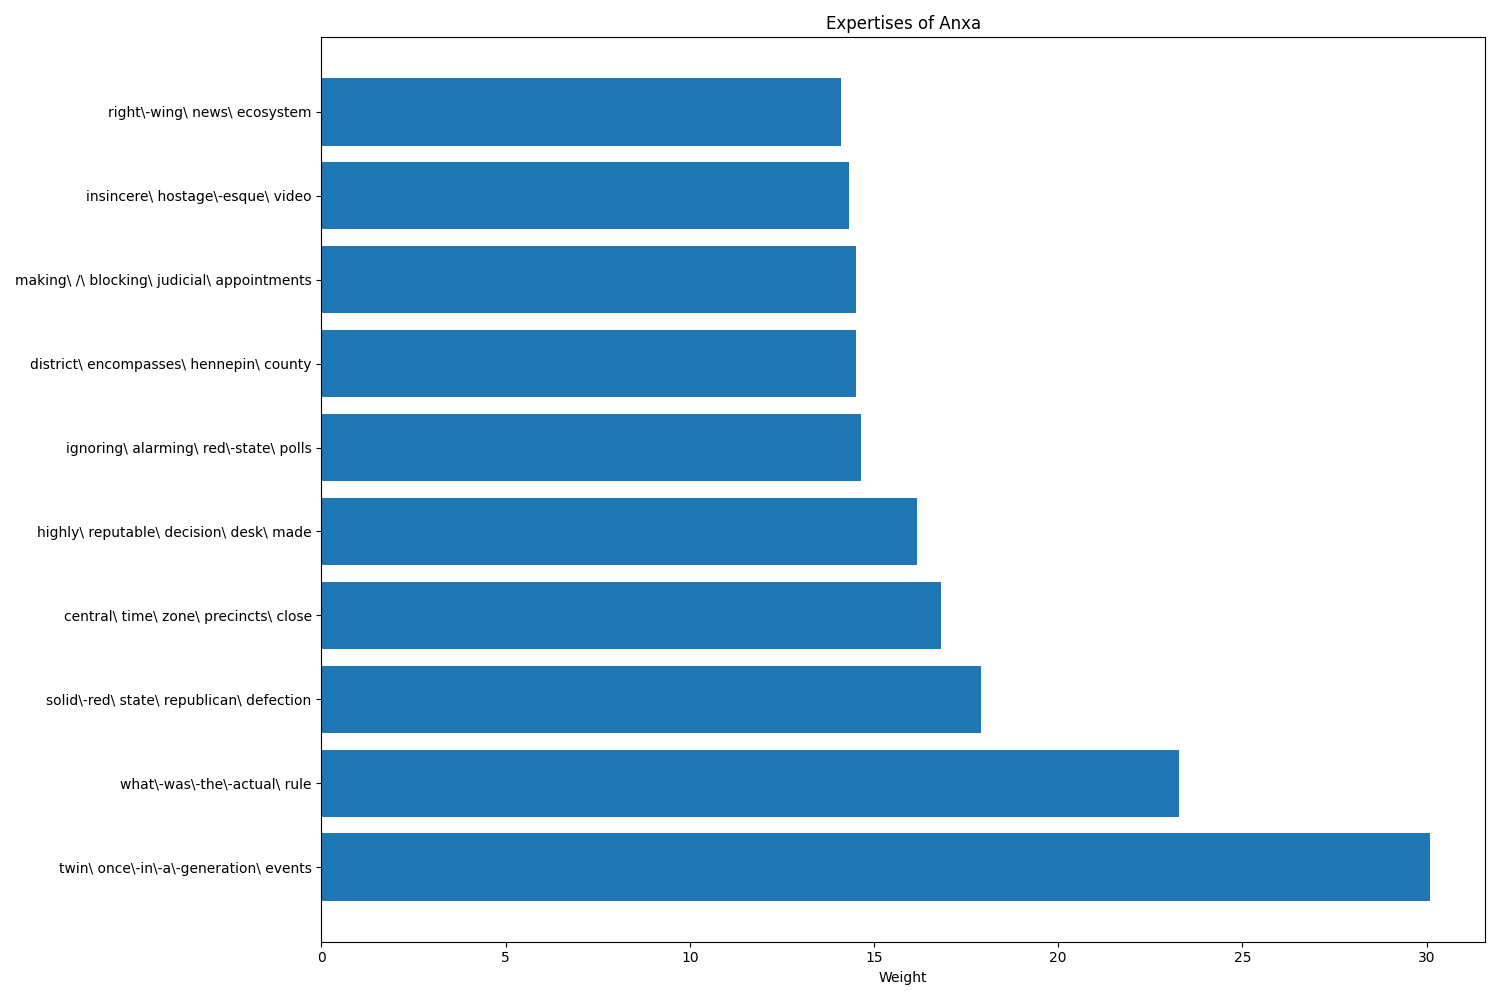 Expertises of Anxa
right\-wing\ news\ ecosystem
insincere\ hostage\-esque\ video
making\ /\ blocking\ judicial\ appointments
district\ encompasses\ hennepin\ county
ignoring\ alarming\ red\-state\ polls
highly\ reputable\ decision\ desk\ made
central\ time\ zone\ precincts\ close
solid\-red\ state\ republican\ defection
what\-was\-the\-actual\ rule
twin\ once\-in\-a\-generation\ events
0 5 10 15 20 25 30
Weight